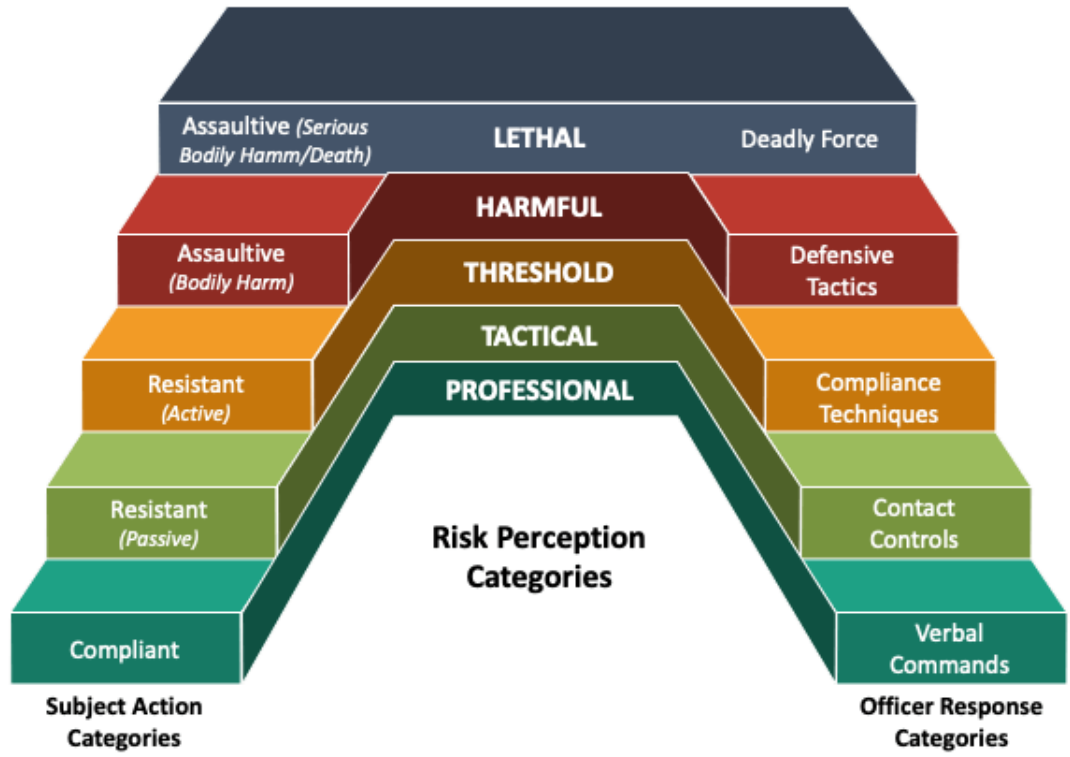 Assaultive (Serious
Bodily Hamm/Death)
LETHAL
Deadly Force
HARMFUL
Assaultive
(Bodily Harm)
Defensive
Tactics
THRESHOLD
Resistant
(Active)
Compliance
Techniques
TACTICAL
Resistant
(Passive)
Contact
Controls
PROFESSIONAL
Compliant
Verbal
Commands
Risk Perception
Categories
Subject Action
Categories
Officer Response
Categories